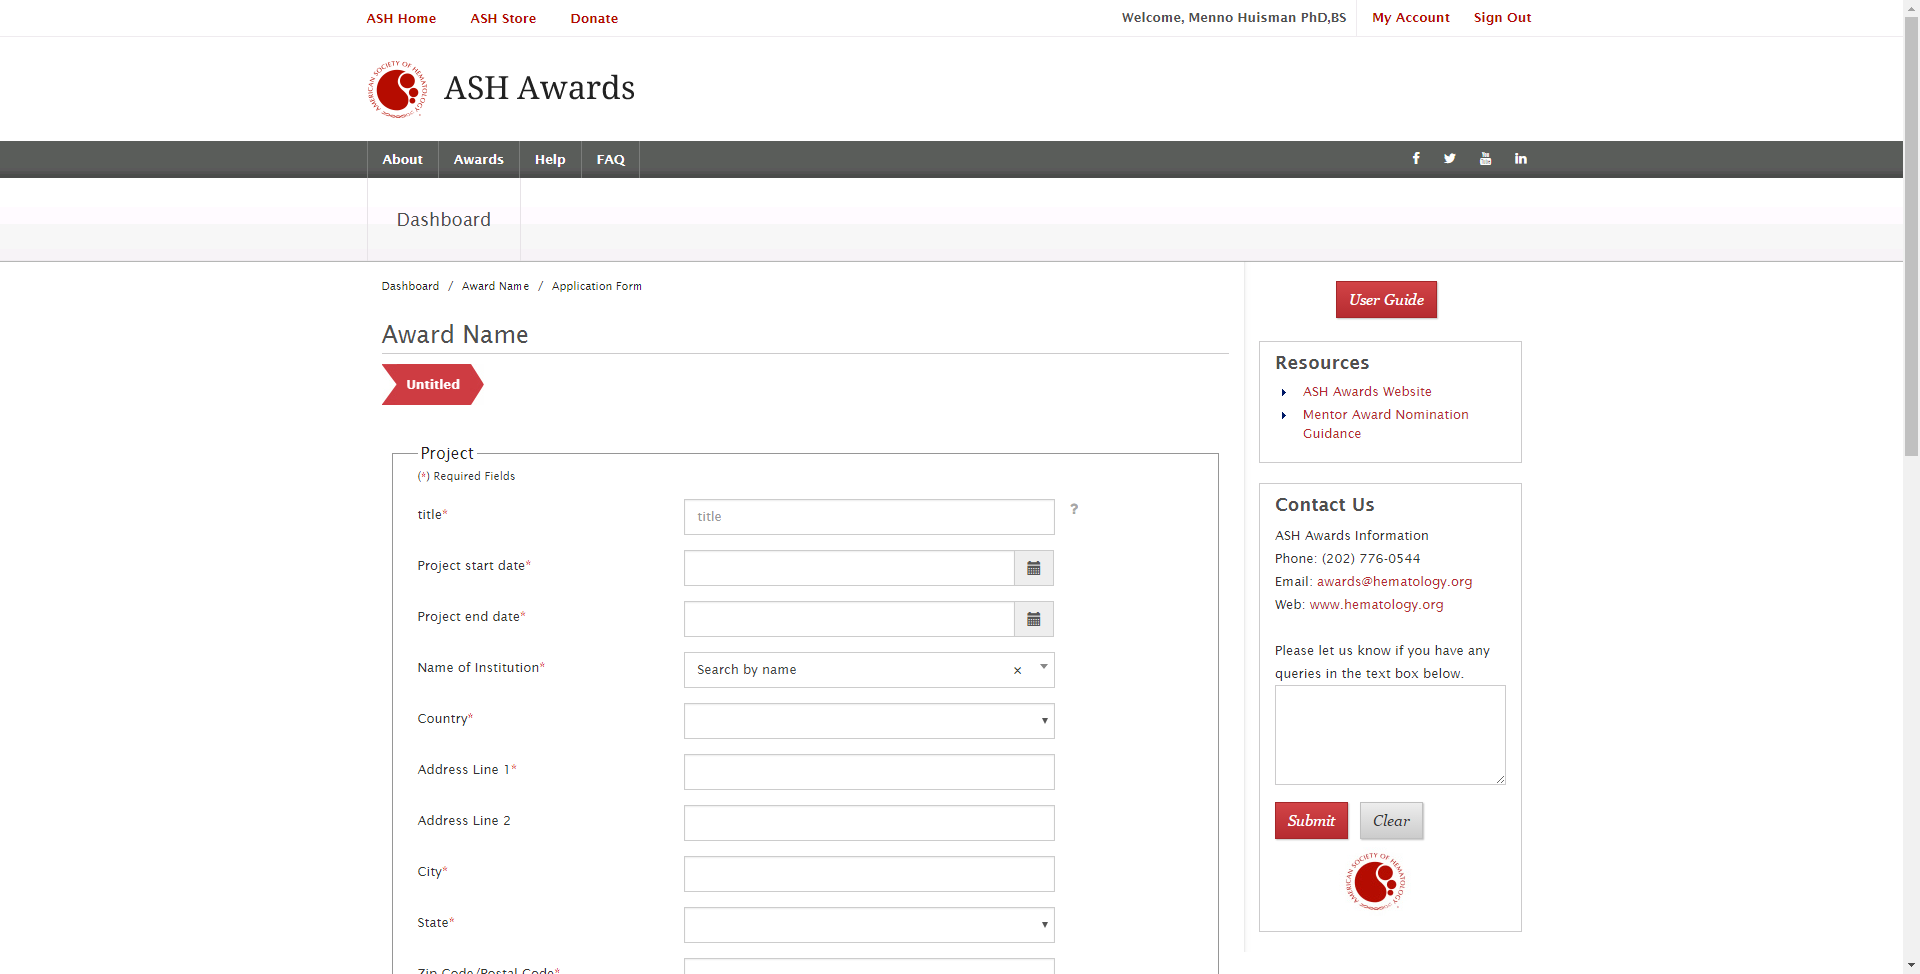 ASH Home ASH Store Donate Welcome, Menno Huisman PhD,BS My Account Sign Out
AMERICAN SOCIETY OF HEMATOLOGY
ASH Awards
About Awards Help FAQ
Dashboard
Dashboard / Award Name / Application Form
Award Name
Untitled
Project
(*) Required Fields
title*
title
?
Project start date*
Project end date*
Name of Institution*
Search by name ×
Country*
Address Line 1*
Address Line 2
City*
State*
Zip Code/Postal Code*
User Guide
Resources
ASH Awards Website
Mentor Award Nomination
Guidance
Contact Us
ASH Awards Information
Phone: (202) 776-0544
Email: awards@hematology.org
Web: www.hematology.org
Please let us know if you have any
queries in the text box below.
Submit Clear
AMERICAN SOCIETY OF HEMATOLOGY